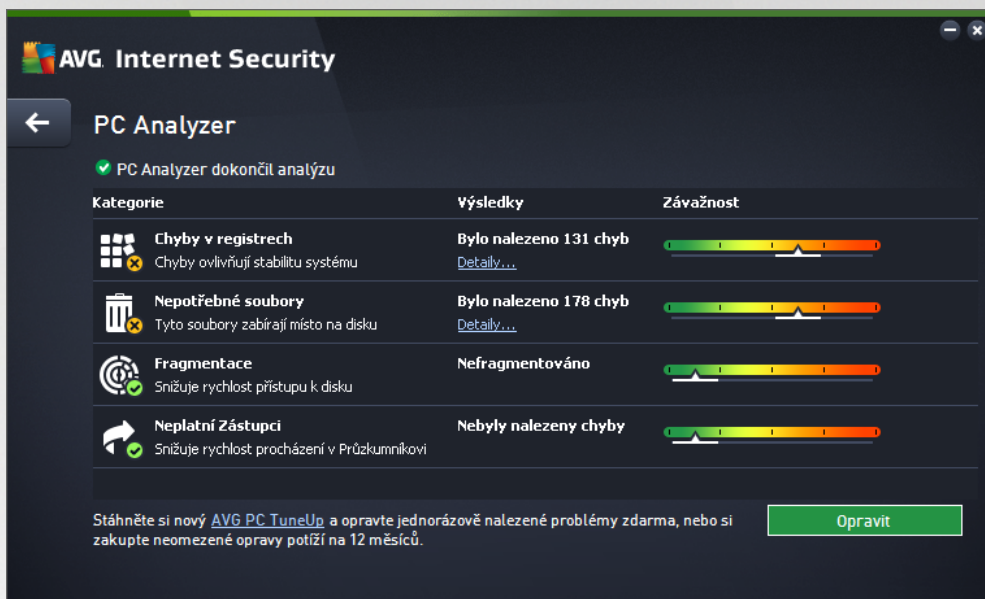 AVG. Internet Security
PC Analyzer
PC Analyzer dokončil analýzu
Kategorie Výsledky Závažnost
Chyby v registrech Bylo nalezeno 131 chyb
Chyby ovlivňují stabilitu systému Detaily...
Nepotřebné soubory Bylo nalezeno 178 chyb
Tyto soubory zabírají místo na disku Detaily...
Fragmentace Nefragmentováno
Snižuje rychlost přístupu k disku
Neplatní Zástupci Nebyly nalezeny chyby
Snižuje rychlost procházení v Průzkumníkovi
Stáhněte si nový AVG PC TuneUp a opravte jednorázově nalezené problémy zdarma, nebo si
zakupte neomezené opravy potíží na 12 měsíců.
Opravit